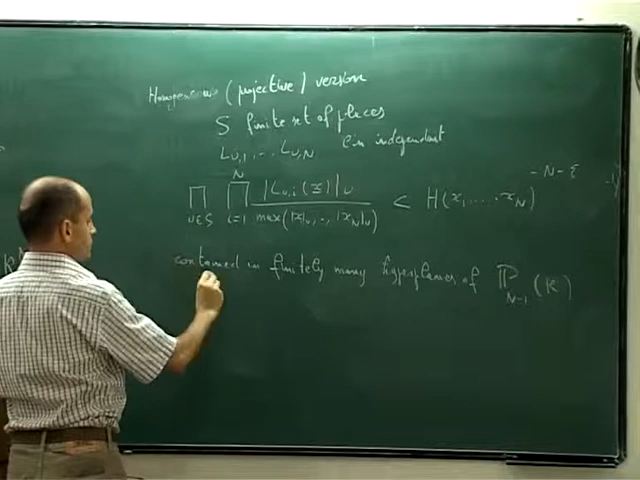 Homogeneous (projective) version
S finite set of places
L_{v,1}, ... L_{v,N} lin independent
∏_{v∈S} ∏_{i=1}^{N} |L_{v,i}(x)|_v / max(|x_1|_v, .., |x_N|_v) < H(x_1, ..., x_N)^{-N-ε}
contained in finitely many hyperplanes of ℙ_{N-1}(K)